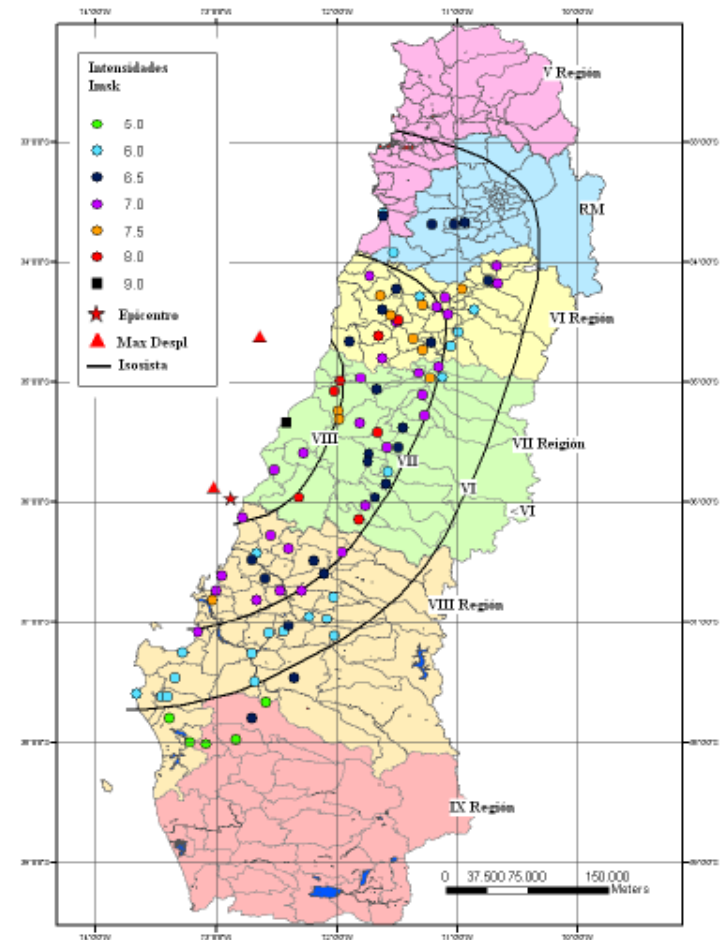 Intensidades
Imsk
5.0
6.0
6.5
7.0
7.5
8.0
9.0
Epicentro
Max Despl
Isosista
V Región
RM
VI Región
VIII
VII
VII Reigión
VI
<VI
VIII Región
IX Región
0 37.500 75.000 150.000
Meters